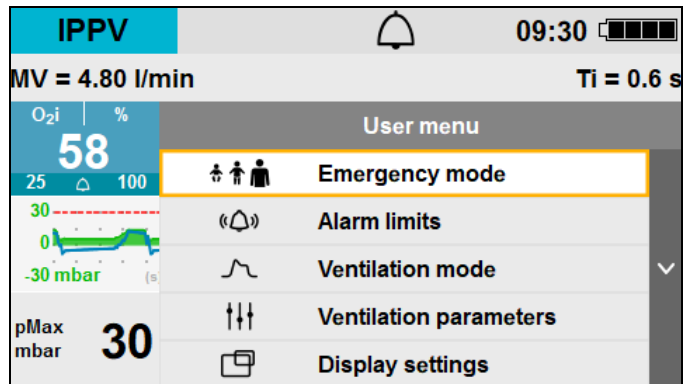 IPPV 09:30
MV = 4.80 l/min Ti = 0.6 s
O₂i %
58
25 100
User menu
Emergency mode
30
0
-30 mbar (s
Alarm limits
Ventilation mode
pMax
mbar 30
Ventilation parameters
Display settings